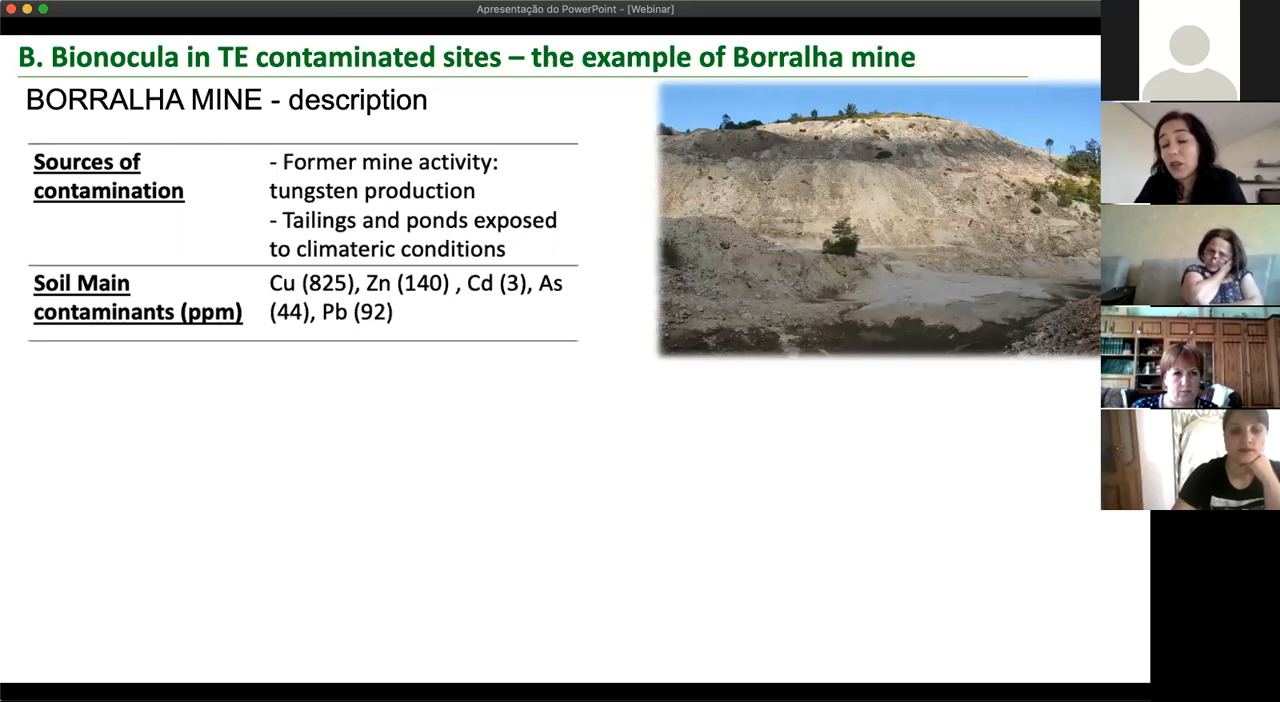 Apresentação do PowerPoint - [Webinar]
B. Bionocula in TE contaminated sites – the example of Borralha mine
BORRALHA MINE - description
Sources of
contamination
- Former mine activity:
tungsten production
- Tailings and ponds exposed
to climateric conditions
Soil Main
contaminants (ppm)
Cu (825), Zn (140) , Cd (3), As
(44), Pb (92)